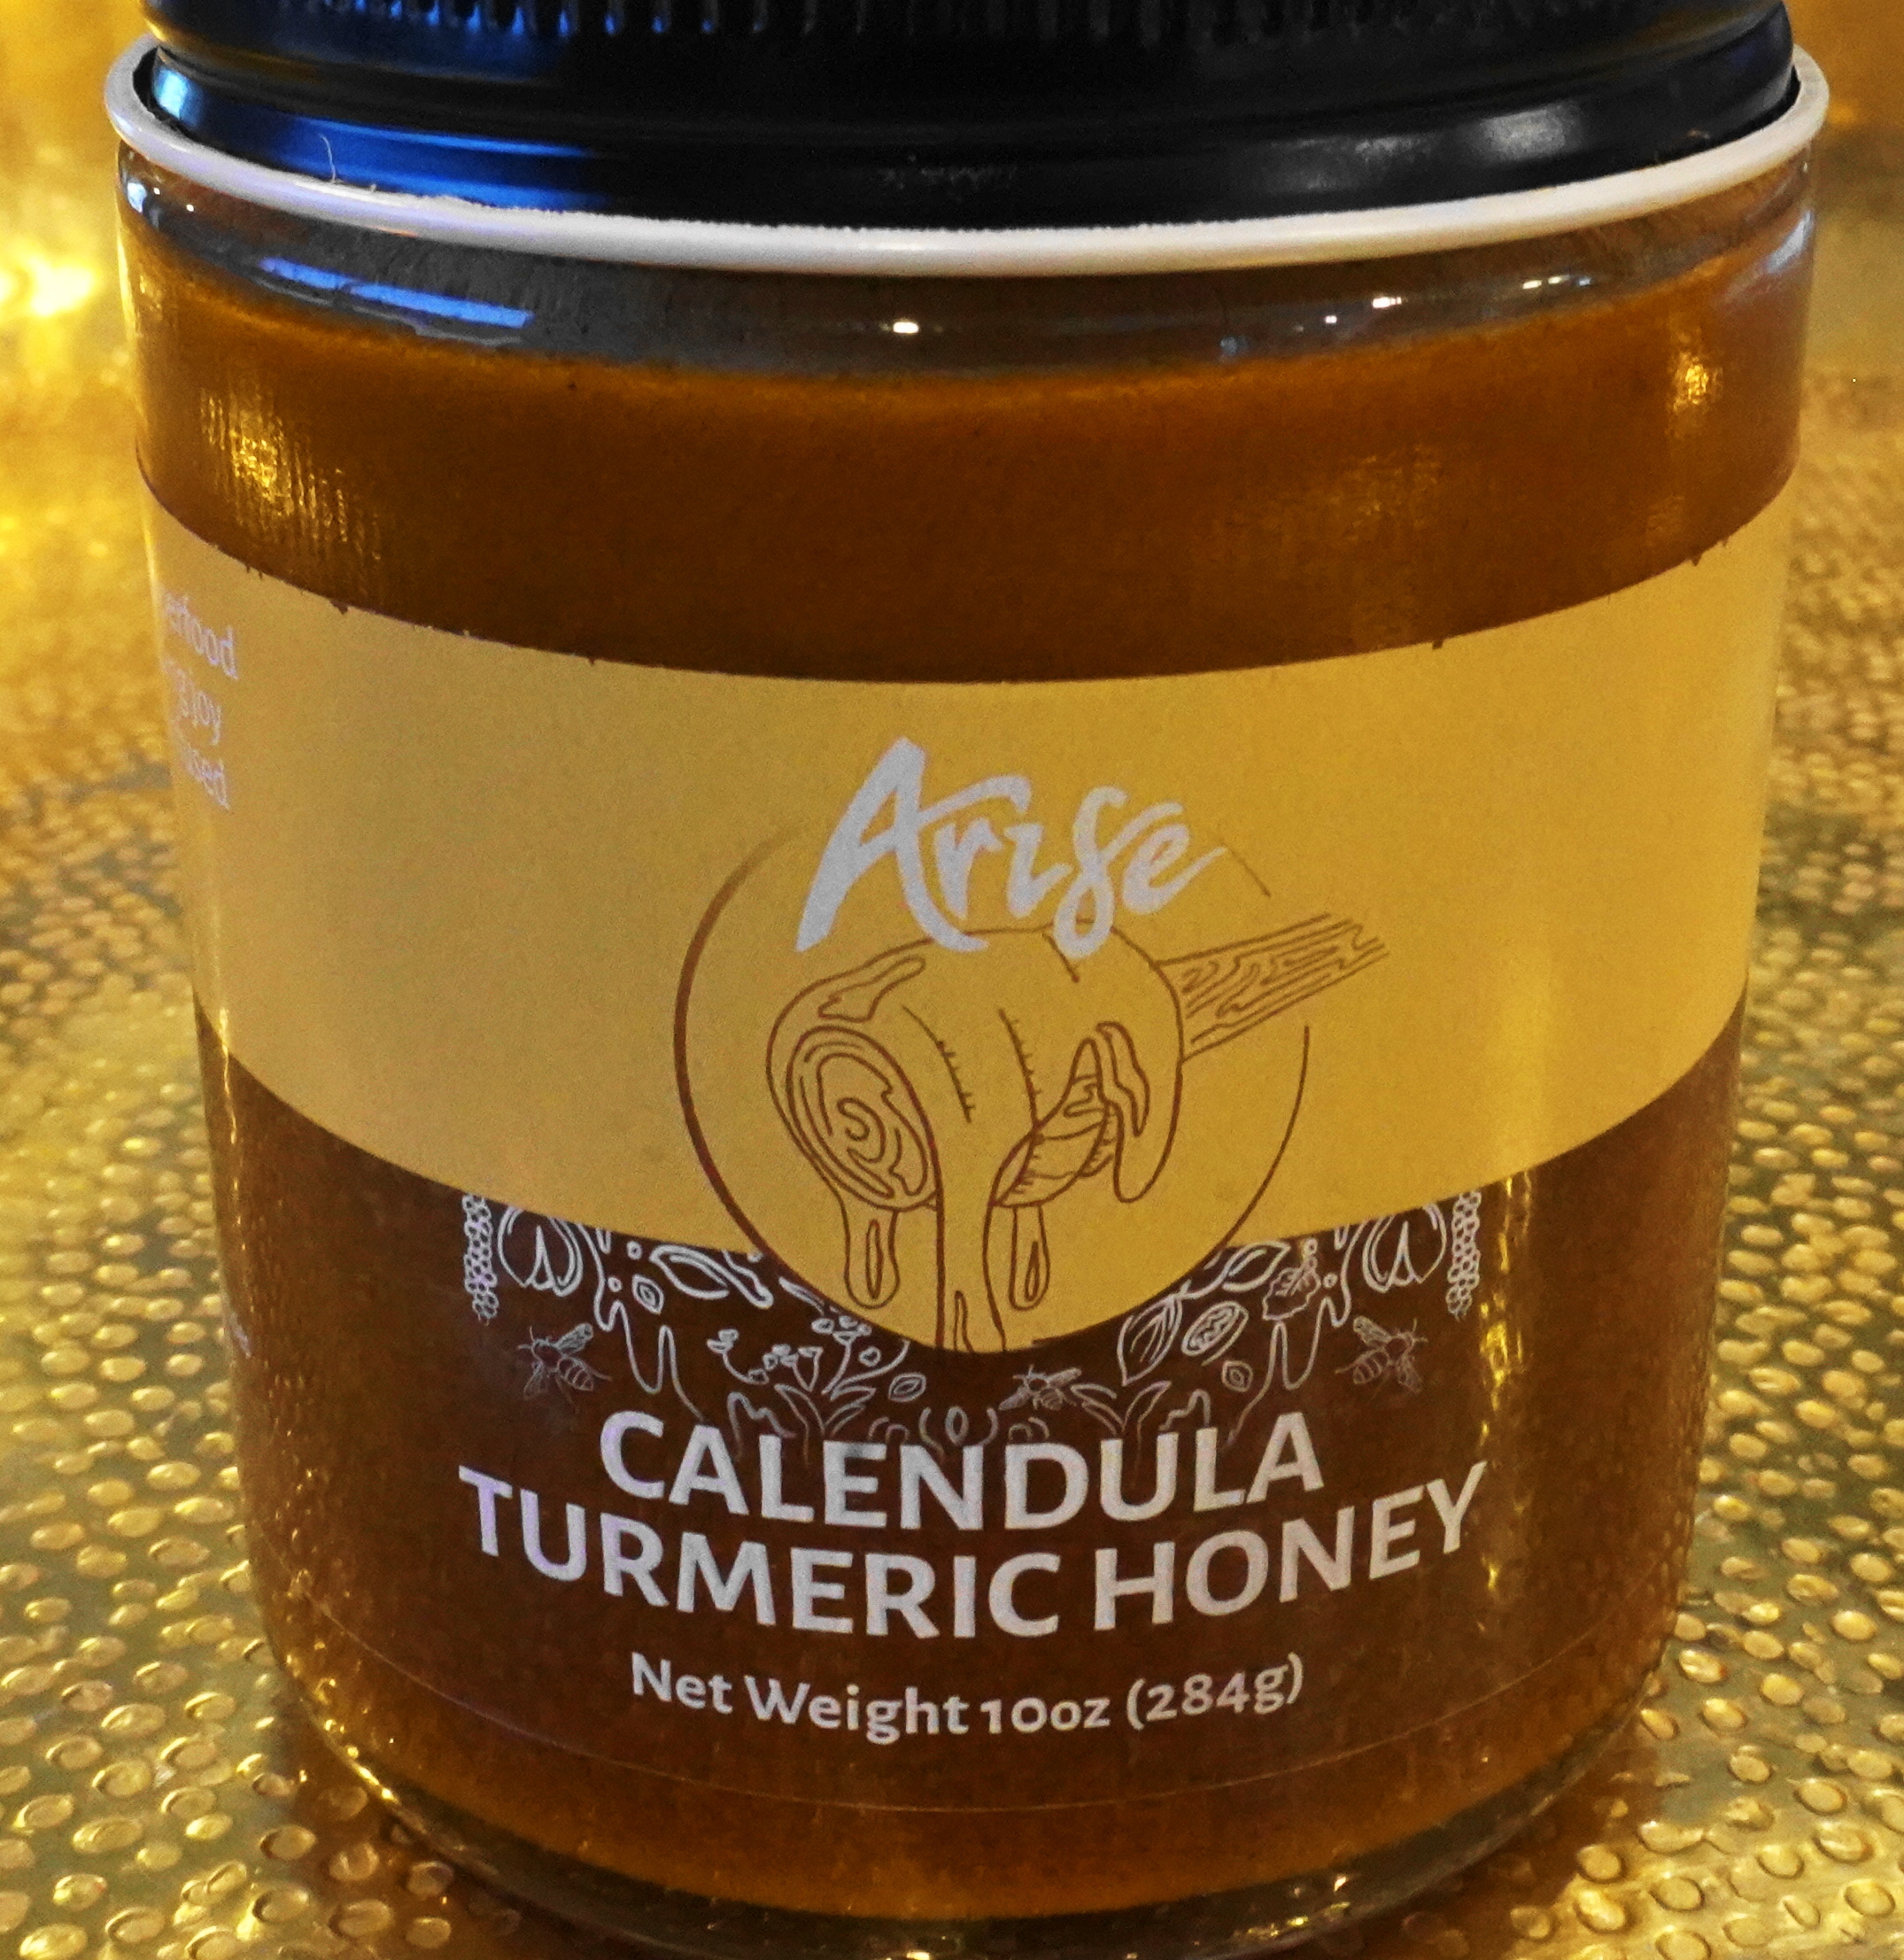 Arise
CALENDULA
TURMERIC HONEY
Net Weight 10oz (284g)